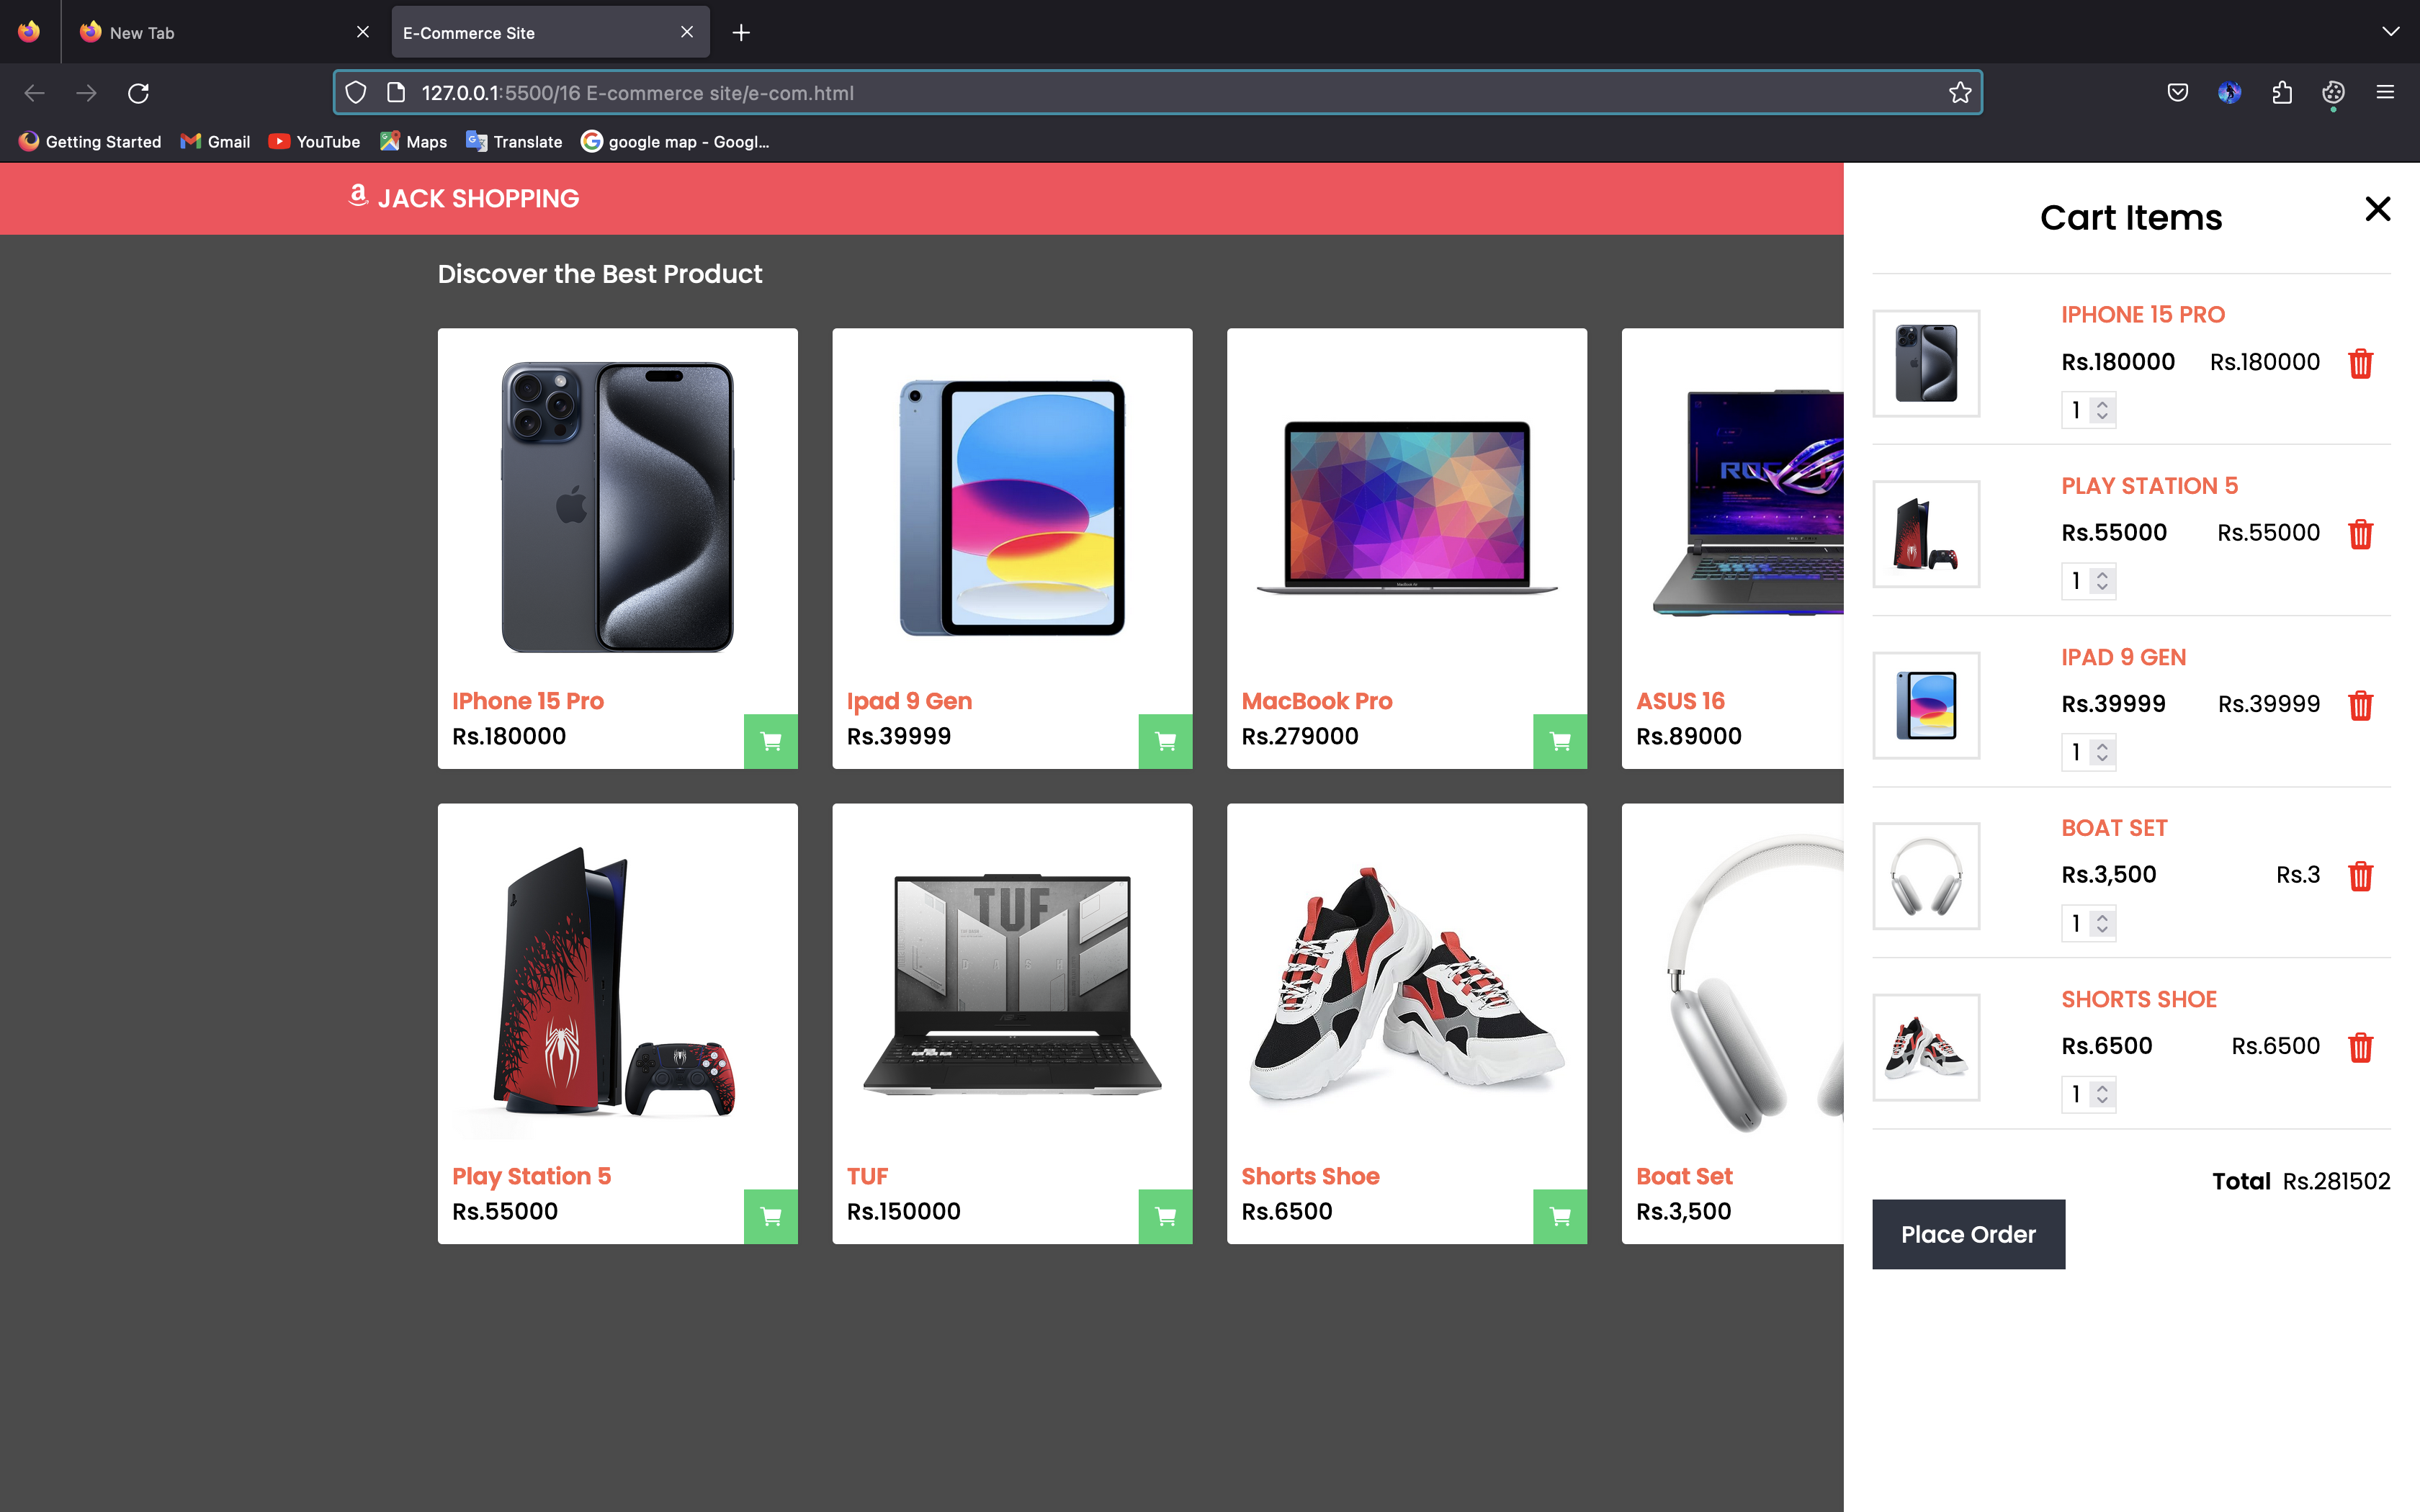 New Tab
E-Commerce Site
127.0.0.1:5500/16 E-commerce site/e-com.html
Getting Started
Gmail
YouTube
Maps
Translate
google map - Googl...
JACK SHOPPING
Discover the Best Product
IPhone 15 Pro
Rs.180000
Ipad 9 Gen
Rs.39999
MacBook Pro
Rs.279000
ASUS 16
Rs.89000
Play Station 5
Rs.55000
TUF
TUF
Rs.150000
Shorts Shoe
Rs.6500
Boat Set
Rs.3,500
Cart Items
IPHONE 15 PRO
Rs.180000 Rs.180000
1
PLAY STATION 5
Rs.55000 Rs.55000
1
IPAD 9 GEN
Rs.39999 Rs.39999
1
BOAT SET
Rs.3,500 Rs.3
1
SHORTS SHOE
Rs.6500 Rs.6500
1
Total Rs.281502
Place Order